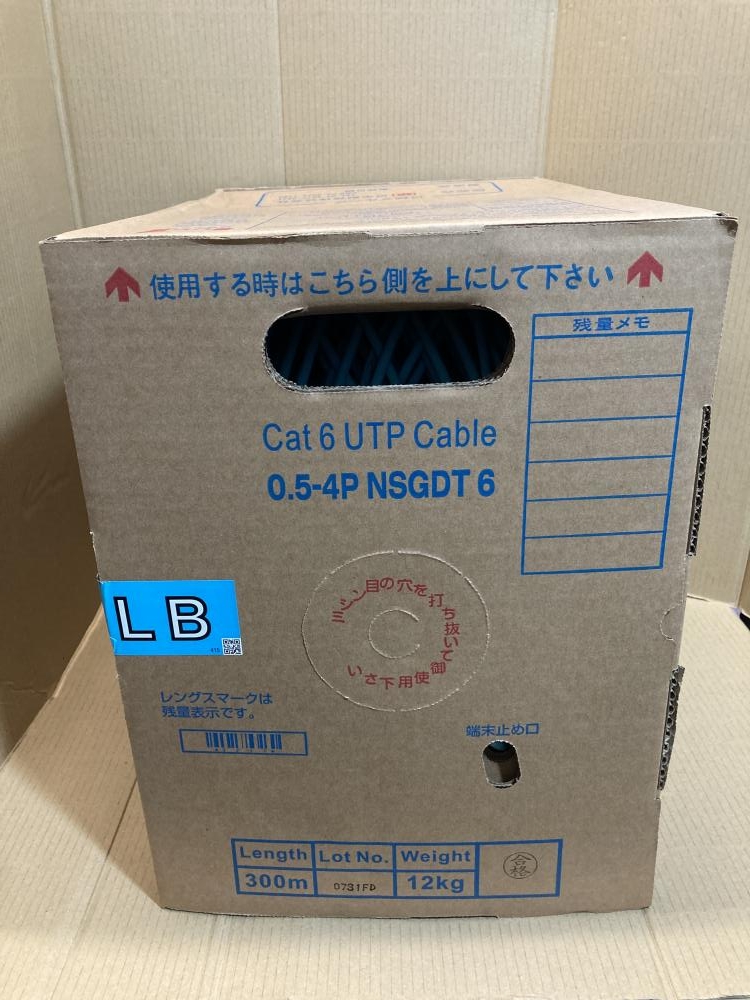 使用する時はこちら側を上にして下さい
残量メモ
Cat 6 UTP Cable
0.5-4P NSGDT 6
ミシン目の穴を打ち抜いて
御使用下さい
LB
レングスマークは
残量表示です。
端末止め口
Length Lot No. Weight
300m 0731FD 12kg
合格